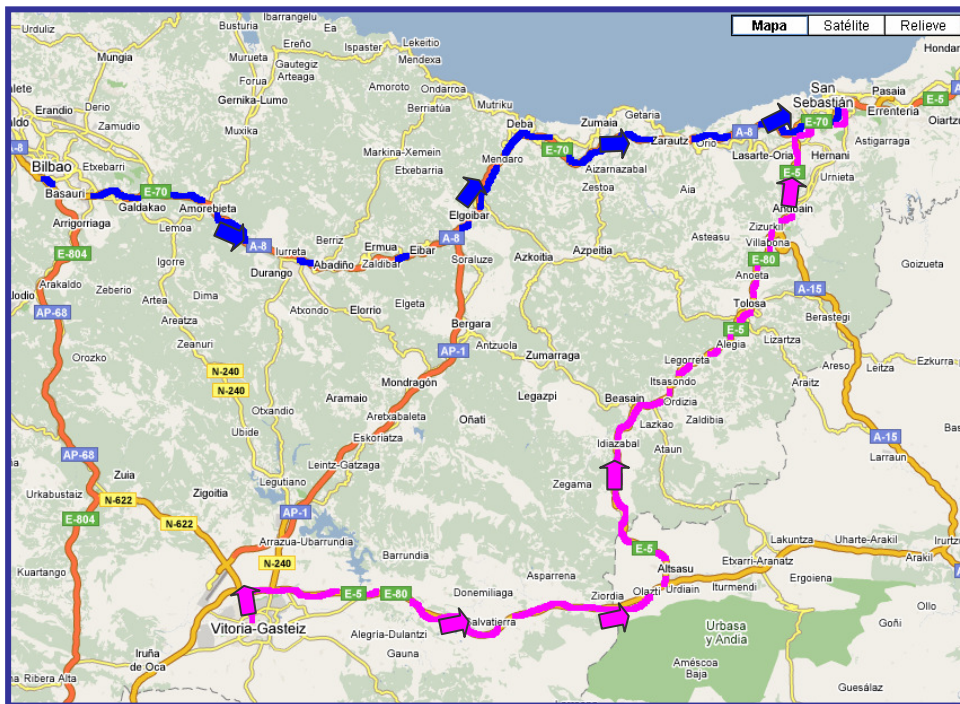 Mapa
Satélite
Relieve
Urduliz
Ibarrangelu
Ea
Busturia
Ereño
Ispaster
Lekeitio
Mungia
Murueta
Gautegiz
Arteaga
Mendexa
Forua
Amoroto
Ondarroa
Gernika-Lumo
Berriatúa
Mutriku
Erandio
Derio
Zamudio
Muxika
Deba
Zumaia
Getaria
San
Sebastián
Pasaia
Errenteria
E-5
Oiartzu
Hondar
Bilbao
Etxebarri
Markina-Xemein
Etxebarria
Mendaro
E-70
Zarautz
Orio
A-8
E-70
Lasarte-Oria
Hernani
Astigarraga
Urnieta
A-8
Basauri
E-70
Galdakao
Amorebieta
Aizarnazabal
Zestoa
Aia
E-5
Andoain
Arrigorriaga
Lemoa
A-8
Iurreta
Berriz
Ermua
Eibar
Elgoibar
A-8
Zizurkil
Villabona
Asteasu
E-804
Igorre
Durango
Abadiño
Zaldibar
Soraluze
Azkoitia
Azpeitia
E-80
Goizueta
Arakaldo
Zeberio
Dima
Anoeta
A-15
Artea
Atxondo
Elorrio
Elgeta
Tolosa
Berastegi
AP-68
Areatza
Bergara
E-5
Zeanuri
AP-1
Antzuola
Zumarraga
Alegia
Lizartza
Orozko
Legorreta
Areso
Leitza
Ezkurra
N-240
Aramaio
Mondragón
Itsasondo
Araitz
N-240
Aretxabaleta
Legazpi
Beasain
Ordizia
Otxandio
Oñati
Zaldibia
Lazkao
Ubide
Eskoriatza
Idiazabal
Ataun
A-15
AP-68
Zuia
Leintz-Gatzaga
Larraun
Urkabustaiz
Zigoitia
Legutiano
Zegama
N-622
AP-1
E-804
N-622
Arrazua-Ubarrundia
E-5
Lakuntza
Uharte-Arakil
Irurtzu
Kuartango
N-240
Barrundia
Altsasu
Etxarri-Aranatz
Arakil
Asparrena
Ergoiena
E-5
E-80
Donemiliaga
Ziordia
Olazti
Urdiain
Iturmendi
Ollo
Vitoria-Gasteiz
Salvatierra
Urbasa
y Andia
Goñi
Alegria-Dulantzi
Iruña
de Oca
Gauna
Améscoa
Baja
Ribera Alta
Guesálaz